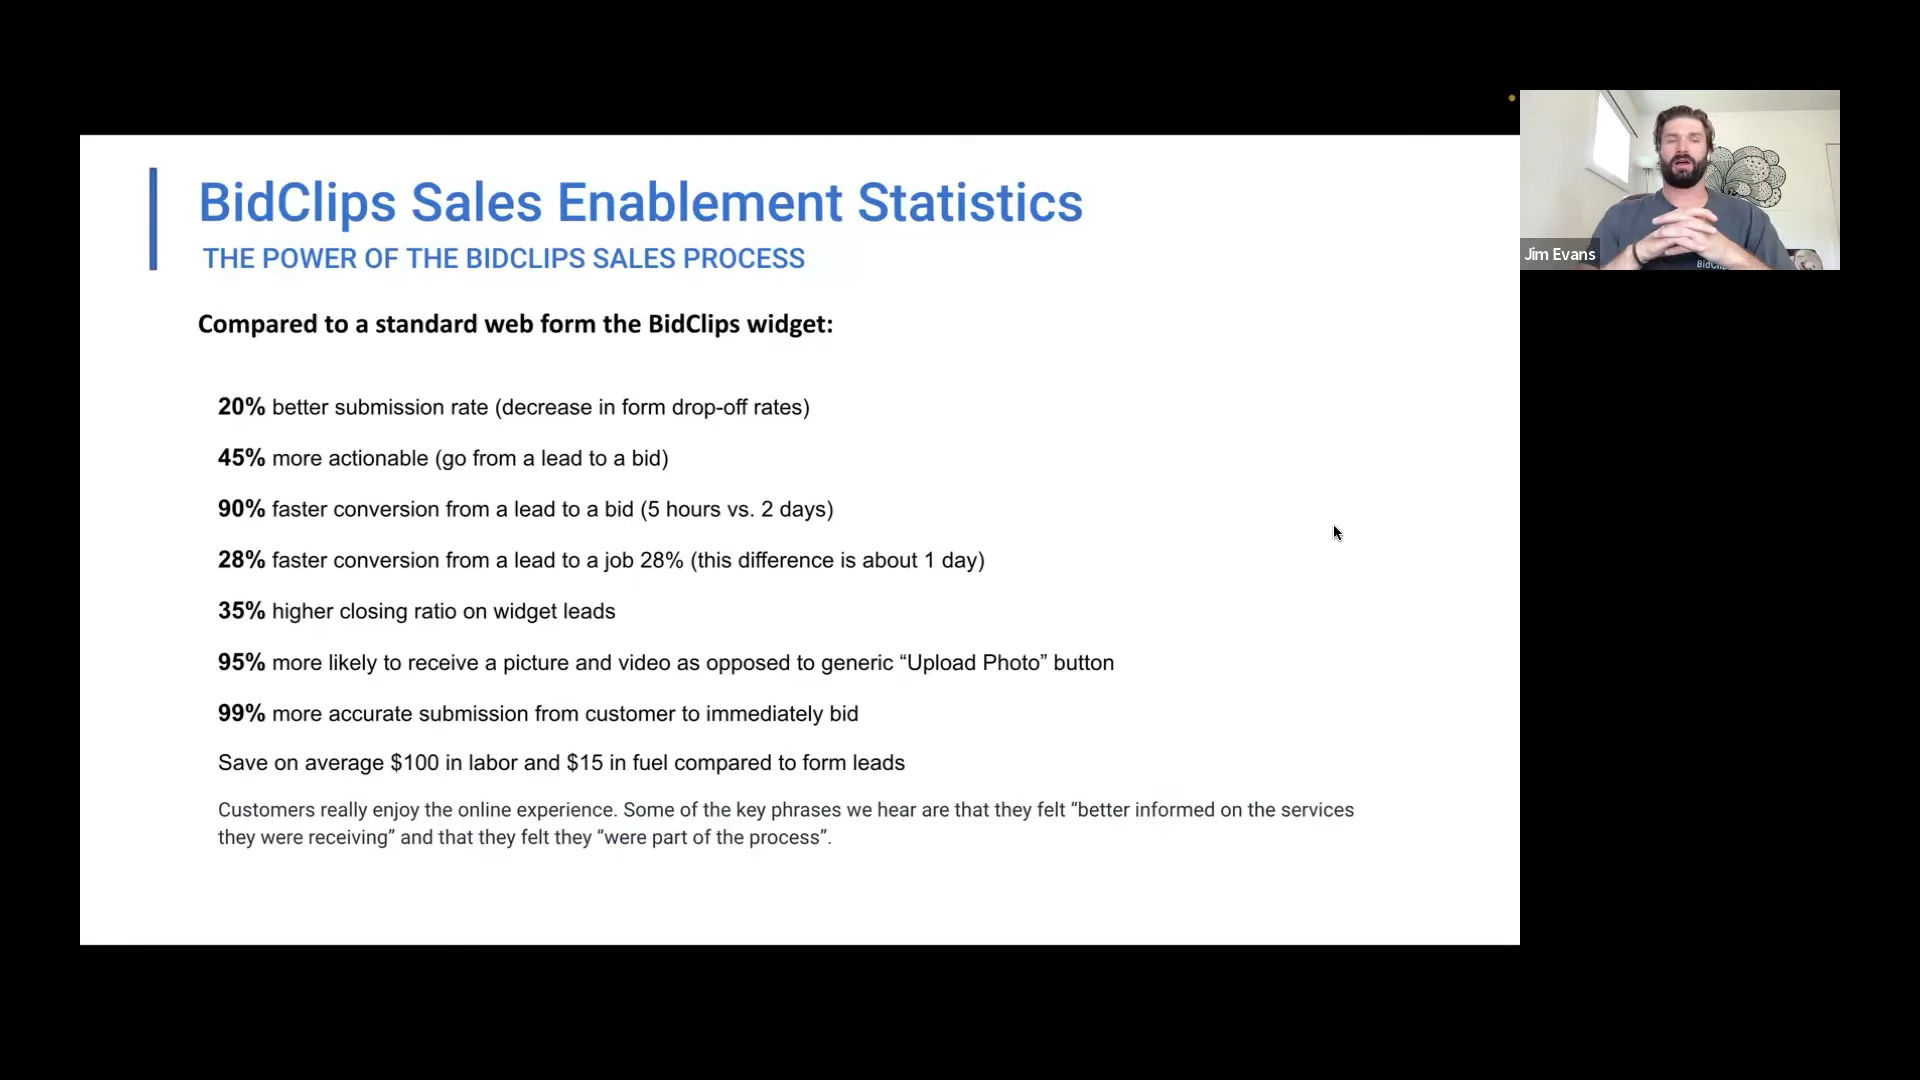 BidClips Sales Enablement Statistics
THE POWER OF THE BIDCLIPS SALES PROCESS
Compared to a standard web form the BidClips widget:
20% better submission rate (decrease in form drop-off rates)
45% more actionable (go from a lead to a bid)
90% faster conversion from a lead to a bid (5 hours vs. 2 days)
28% faster conversion from a lead to a job 28% (this difference is about 1 day)
35% higher closing ratio on widget leads
95% more likely to receive a picture and video as opposed to generic “Upload Photo” button
99% more accurate submission from customer to immediately bid
Save on average $100 in labor and $15 in fuel compared to form leads
Customers really enjoy the online experience. Some of the key phrases we hear are that they felt “better informed on the services
they were receiving” and that they felt they “were part of the process”.
Jim Evans